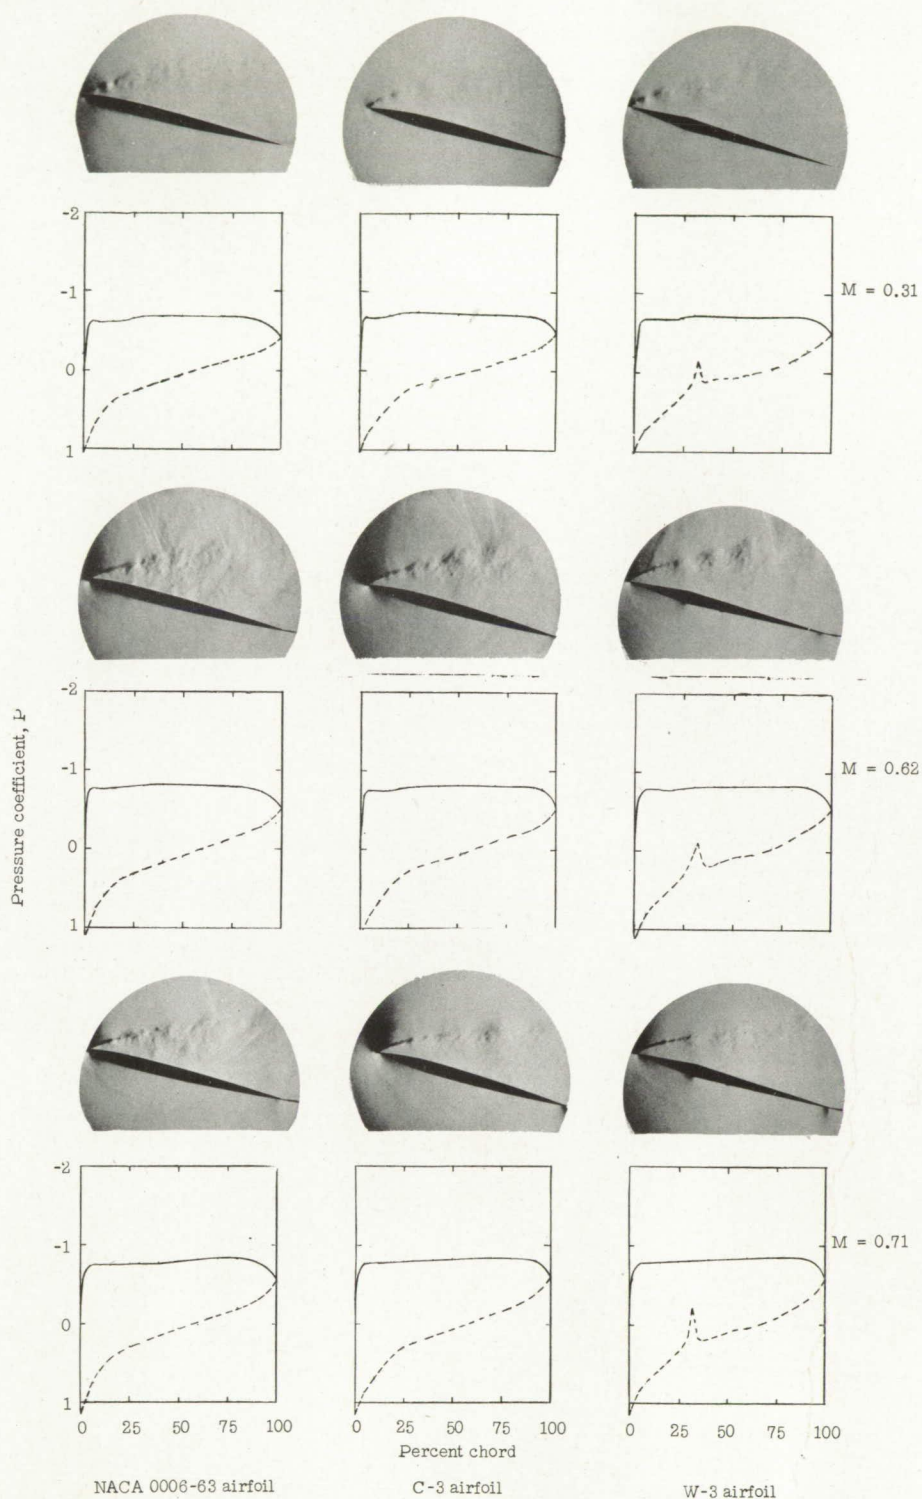 -2
-1
0
1
M = 0.31
Pressure coefficient, P
-2
-1
0
1
M = 0.62
-2
-1
0
1
M = 0.71
0 25 50 75 100
0 25 50 75 100
0 25 50 75 100
Percent chord
NACA 0006-63 airfoil
C-3 airfoil
W-3 airfoil